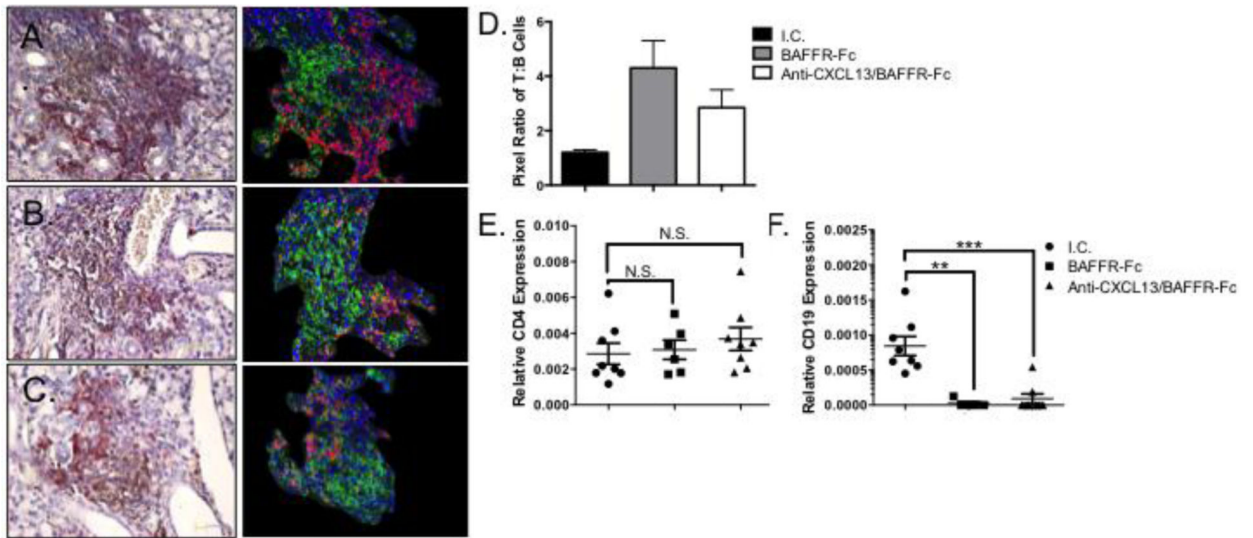 A.
B.
C.
D.
Pixel Ratio of T:B Cells
6
4
2
0
I.C.
BAFFR-Fc
Anti-CXCL13/BAFFR-Fc
E.
Relative CD4 Expression
0.010
0.008
0.006
0.004
0.002
0.000
N.S.
N.S.
F.
Relative CD19 Expression
0.0025
0.0020
0.0015
0.0010
0.0005
0.0000
***
**
I.C.
BAFFR-Fc
Anti-CXCL13/BAFFR-Fc